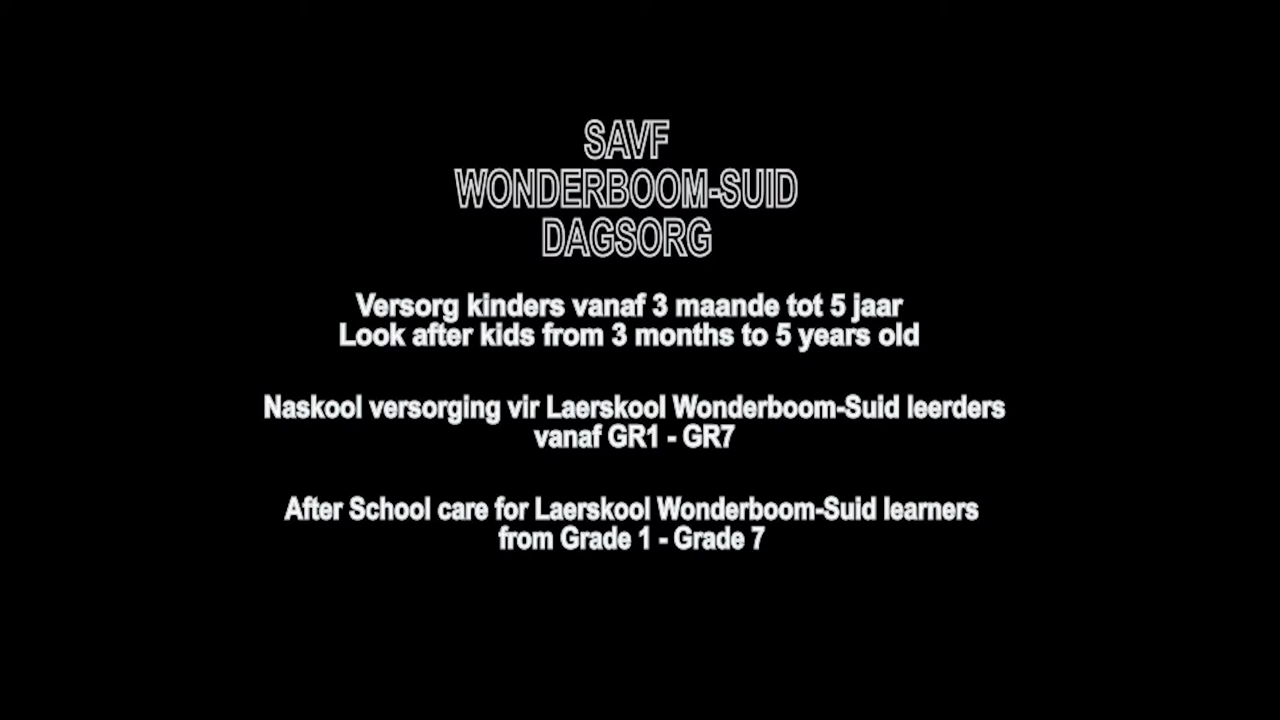 SAVF
WONDERBOOM-SUID
DAGSORG
Versorg kinders vanaf 3 maande tot 5 jaar
Look after kids from 3 months to 5 years old
Naskool versorging vir Laerskool Wonderboom-Suid leerders
vanaf GR1 - GR7
After School care for Laerskool Wonderboom-Suid learners
from Grade 1 - Grade 7